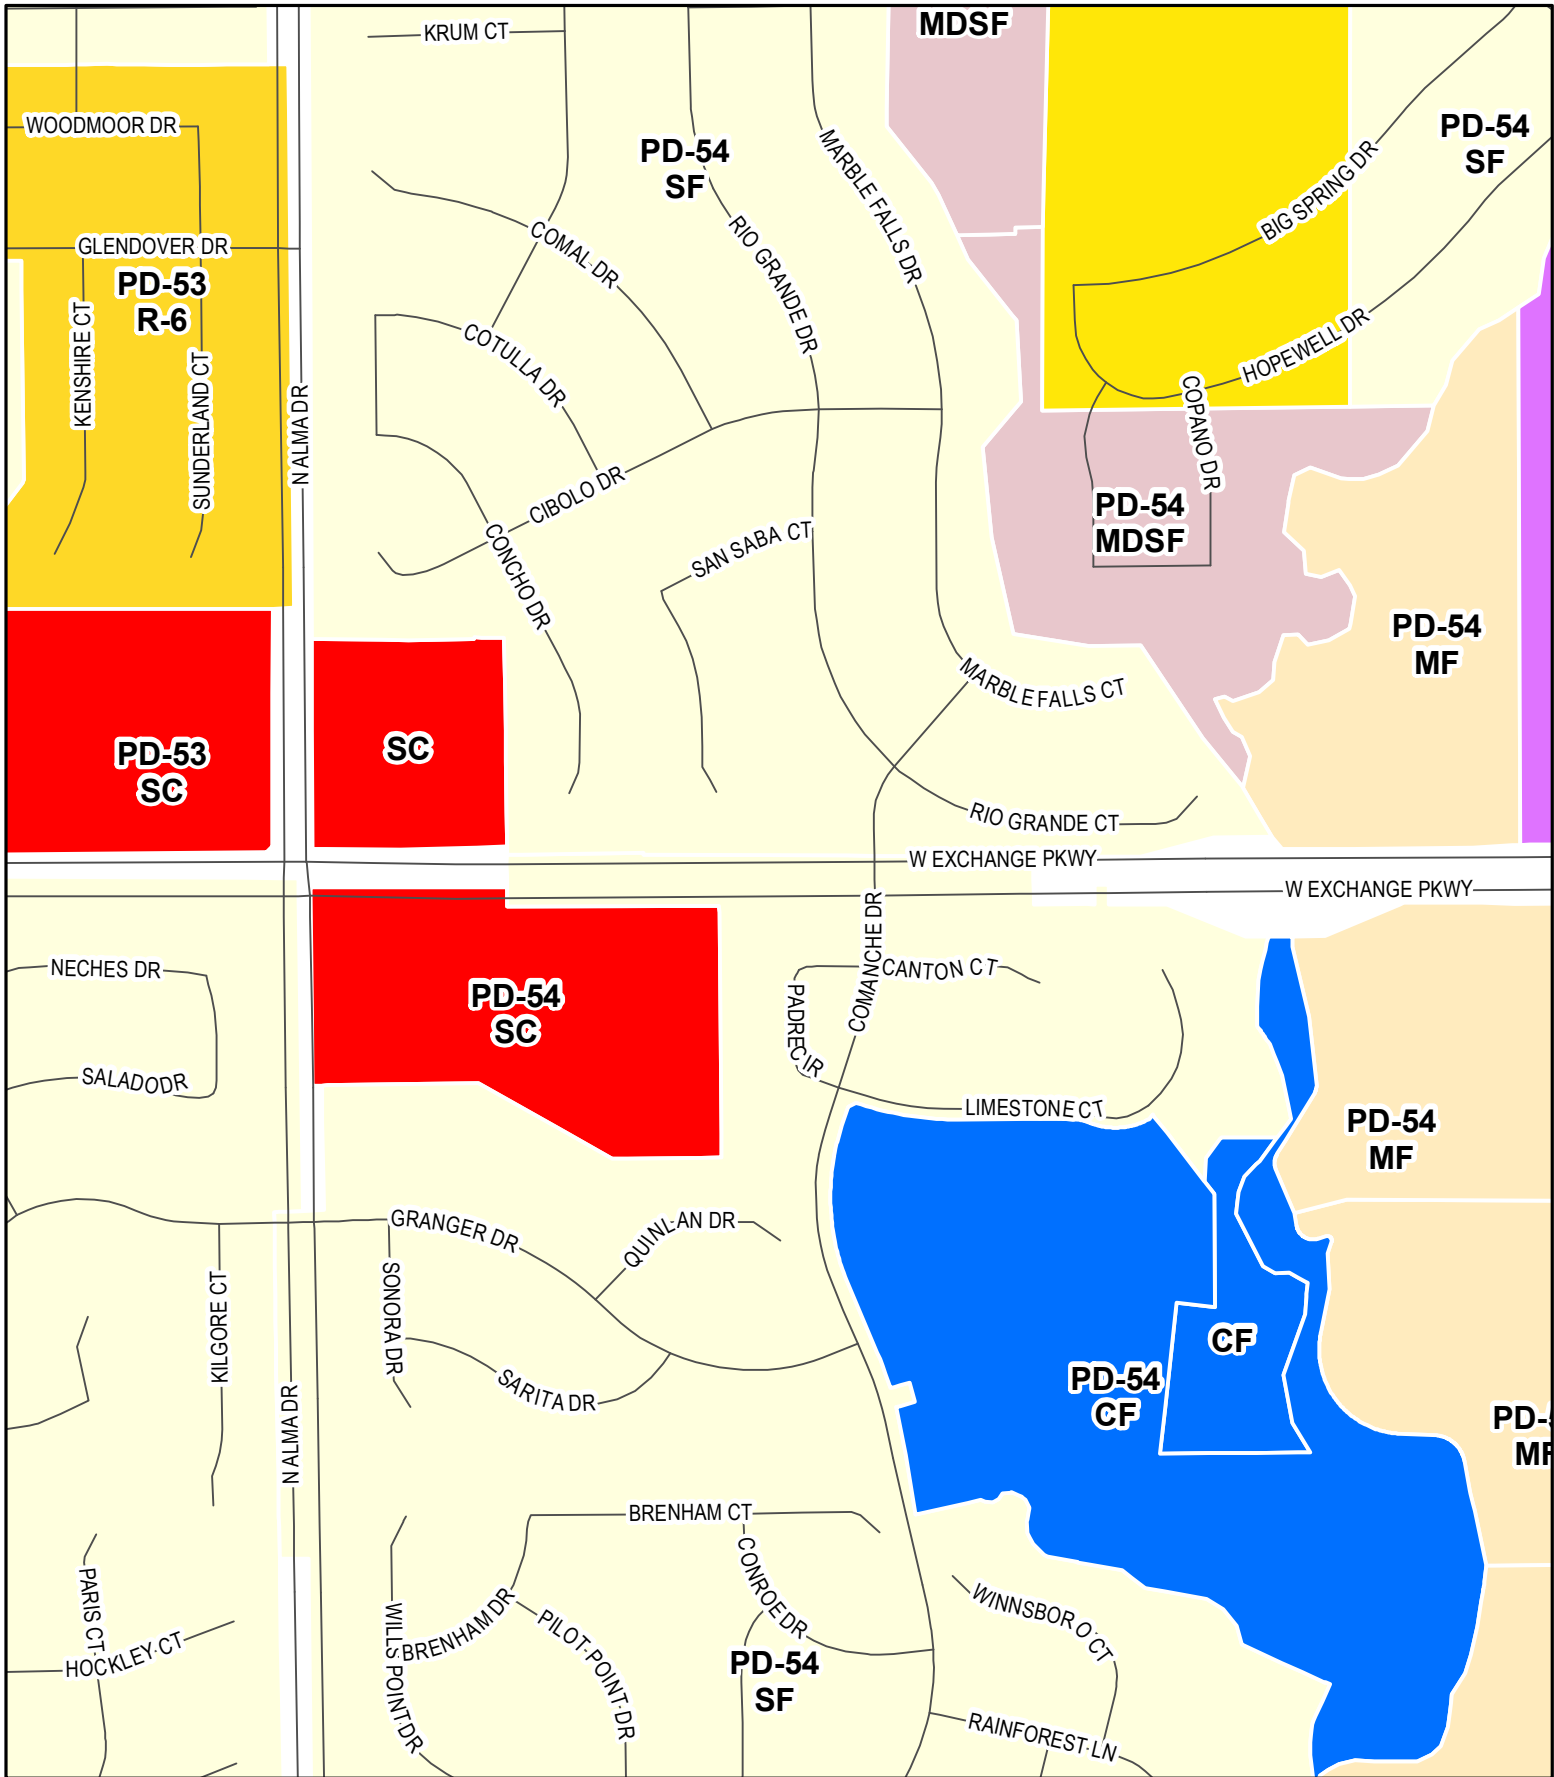 MDSF
KRUM CT
WOODMOOR DR
PD-54
SF
MARBLE FALLS DR
PD-54
SF
BIG SPRING DR
GLENDOVER DR
COMAL DR
RIO GRANDE DR
PD-53
R-6
KENSHIRE CT
SUNDERLAND CT
N ALMA DR
COTULLA DR
HOPEWELL DR
COPANO DR
CIBOLO DR
CONCHO DR
SAN SABA CT
PD-54
MDSF
PD-54
MF
MARBLE FALLS CT
PD-53
SC
SC
RIO GRANDE CT
W EXCHANGE PKWY
W EXCHANGE PKWY
COMANCHE DR
NECHES DR
CANTON CT
PADRE CIR
PD-54
SC
SALADO DR
LIMESTONE CT
PD-54
MF
GRANGER DR
QUINLAN DR
SONORA DR
KILGORE CT
CF
PD-54
CF
SARITA DR
N ALMA DR
PD-5
MF
BRENHAM CT
CONROE DR
PARIS CT
WILLS POINT DR
BRENHAM DR
PILOT POINT DR
WINNSBORO CT
HOCKLEY CT
PD-54
SF
RAINFOREST LN